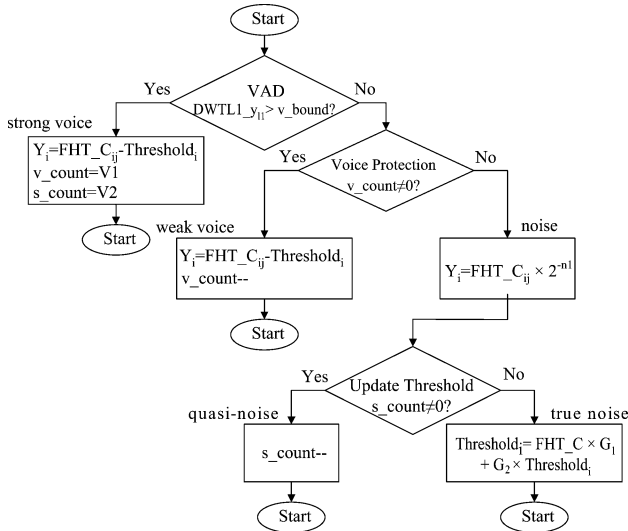 Start
VAD
DWTL1_y₁₁> v_bound?
Yes
No
strong voice
Yᵢ=FHT_Cᵢⱼ-Thresholdᵢ
v_count=V1
s_count=V2
Start
Voice Protection
v_count≠0?
Yes
No
weak voice
Yᵢ=FHT_Cᵢⱼ-Thresholdᵢ
v_count--
Start
noise
Yᵢ=FHT_Cᵢⱼ × 2⁻ⁿ¹
Update Threshold
s_count≠0?
Yes
No
quasi-noise
s_count--
Start
true noise
Thresholdᵢ= FHT_C × G₁
+ G₂× Thresholdᵢ
Start